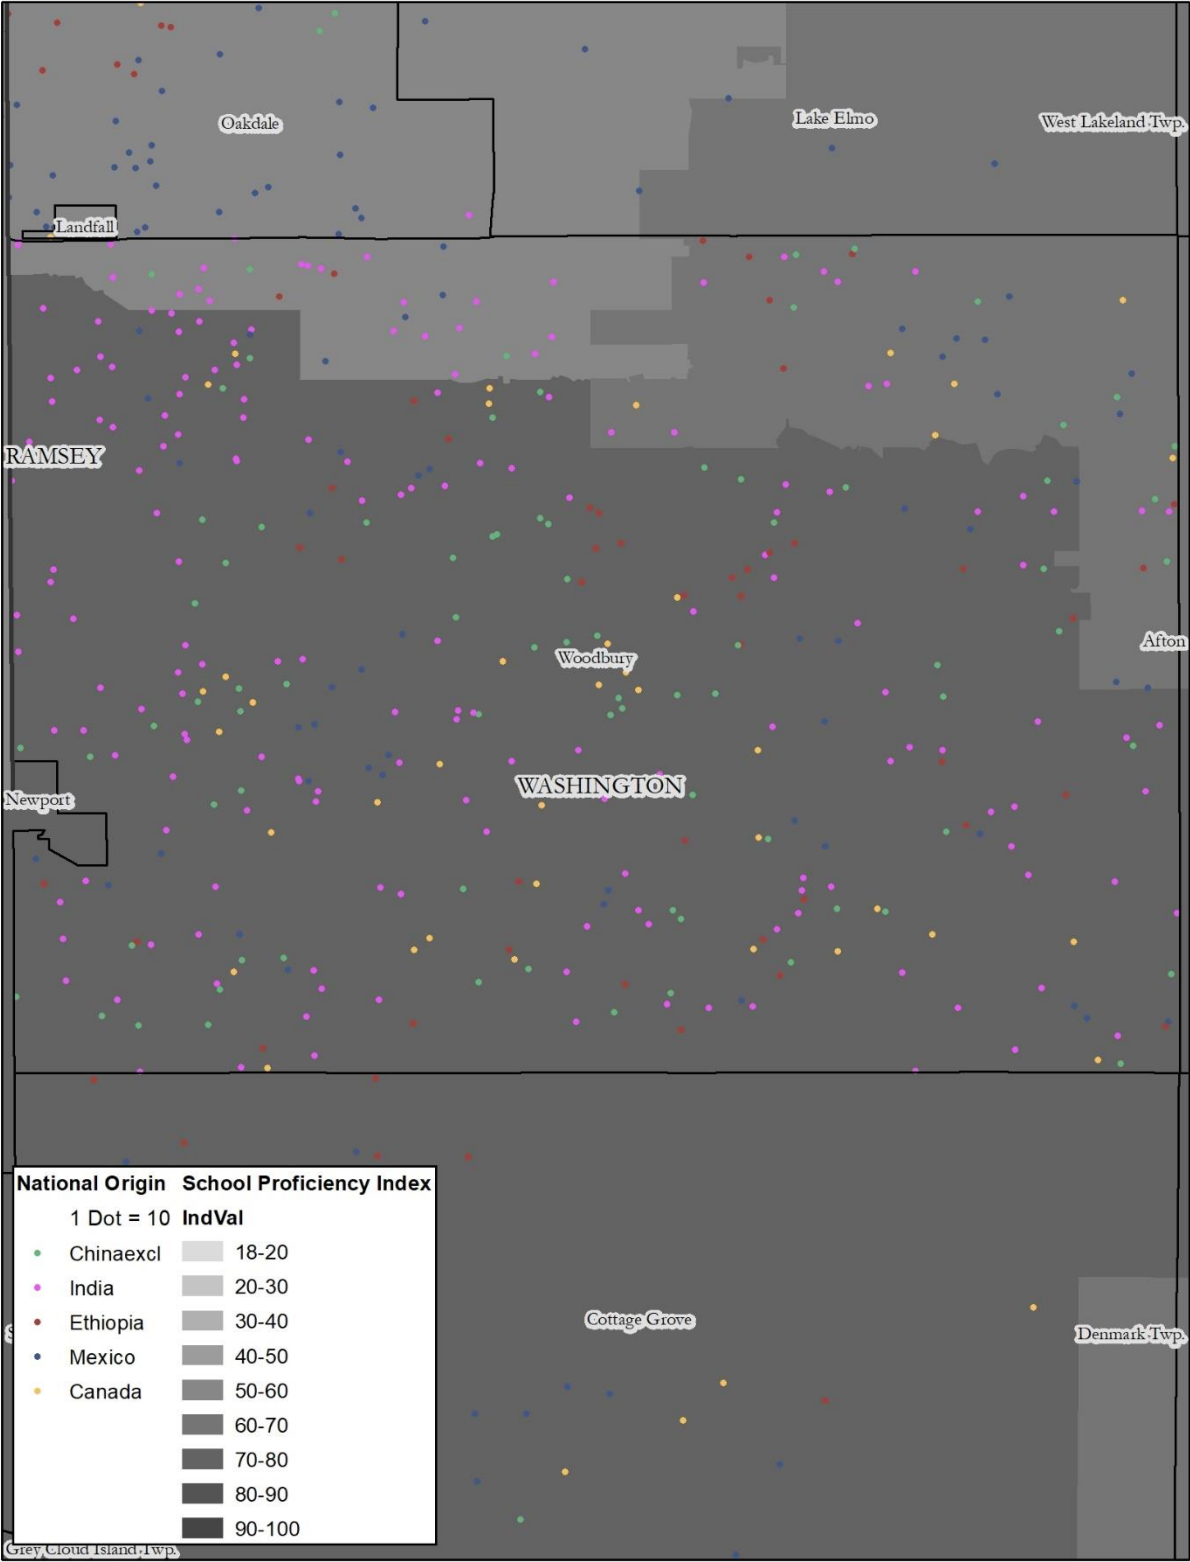 Oakdale
Lake Elmo
West Lakeland Twp.
Landfall
RAMSEY
Afton
Woodbury
WASHINGTON
Newport
National Origin School Proficiency Index
1 Dot = 10 IndVal
Chinaexcl 18-20
India 20-30
Ethiopia 30-40
Mexico 40-50
Canada 50-60
60-70
70-80
80-90
90-100
Cottage Grove
Denmark Twp.
Grey Cloud Island Twp.